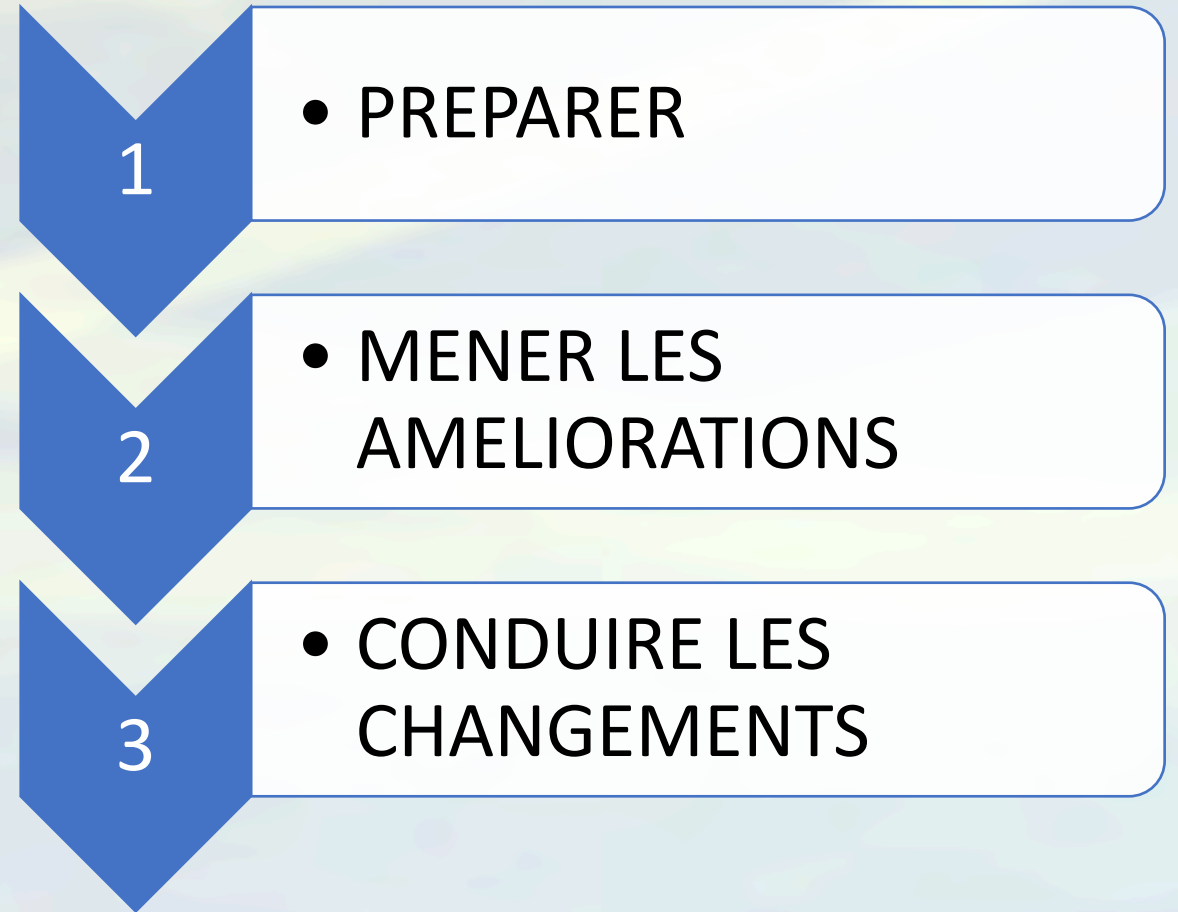 1
• PREPARER
2
• MENER LES
AMELIORATIONS
3
• CONDUIRE LES
CHANGEMENTS